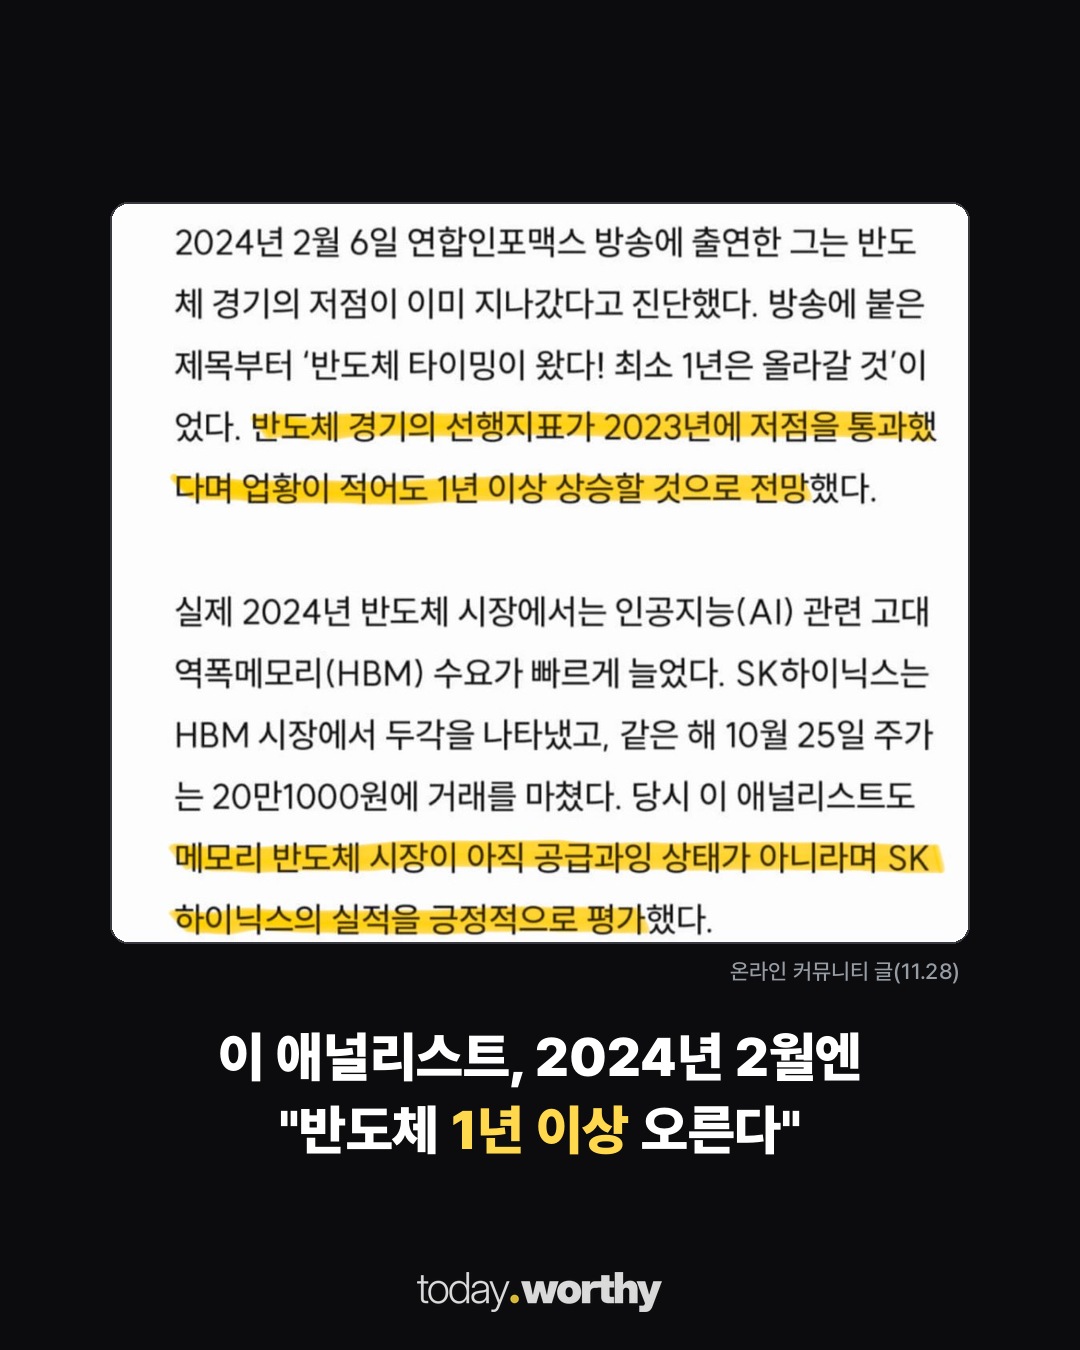 2024년 2월 6일 연합인포맥스 방송에 출연한 그는 반도
체 경기의 저점이 이미 지나갔다고 진단했다. 방송에 붙은
제목부터 ‘반도체 타이밍이 왔다! 최소 1년은 올라갈 것’이
었다. 반도체 경기의 선행지표가 2023년에 저점을 통과했
다며 업황이 적어도 1년 이상 상승할 것으로 전망했다.
실제 2024년 반도체 시장에서는 인공지능(AI) 관련 고대
역폭메모리(HBM) 수요가 빠르게 늘었다. SK하이닉스는
HBM 시장에서 두각을 나타냈고, 같은 해 10월 25일 주가
는 20만1000원에 거래를 마쳤다. 당시 이 애널리스트도
메모리 반도체 시장이 아직 공급과잉 상태가 아니라며 SK
하이닉스의 실적을 긍정적으로 평가했다.
온라인 커뮤니티 글(11.28)
이 애널리스트, 2024년 2월엔
"반도체 1년 이상 오른다"
today.worthy